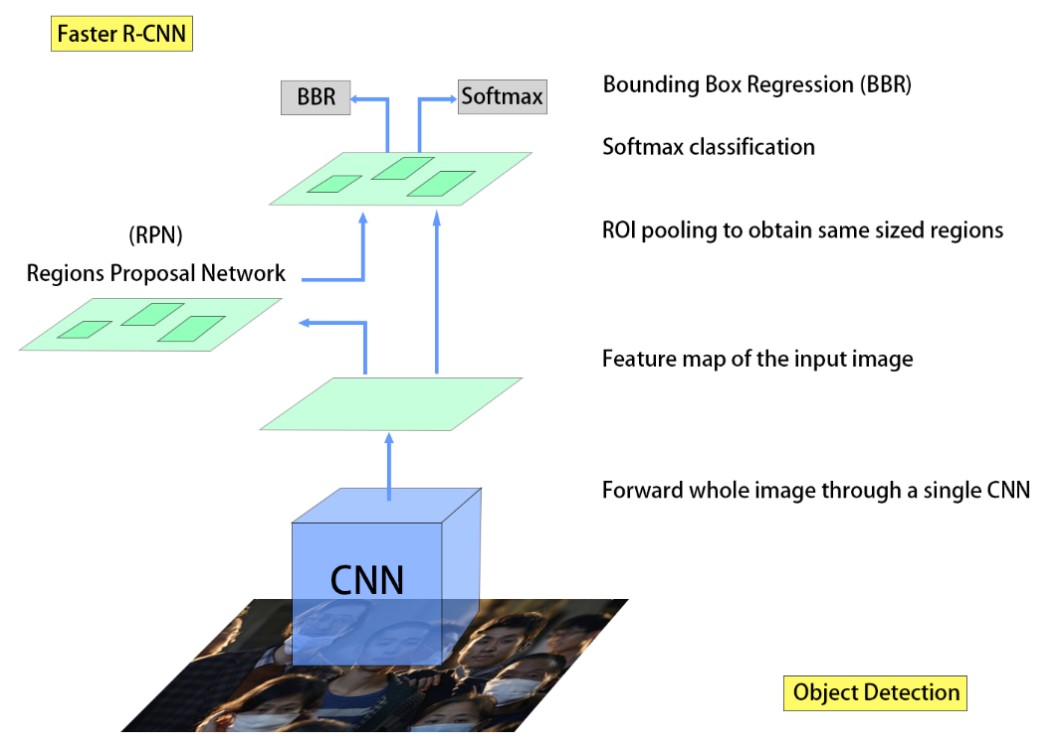 Faster R-CNN
BBR
Softmax
Bounding Box Regression (BBR)
Softmax classification
(RPN)
Regions Proposal Network
ROI pooling to obtain same sized regions
Feature map of the input image
Forward whole image through a single CNN
CNN
Object Detection